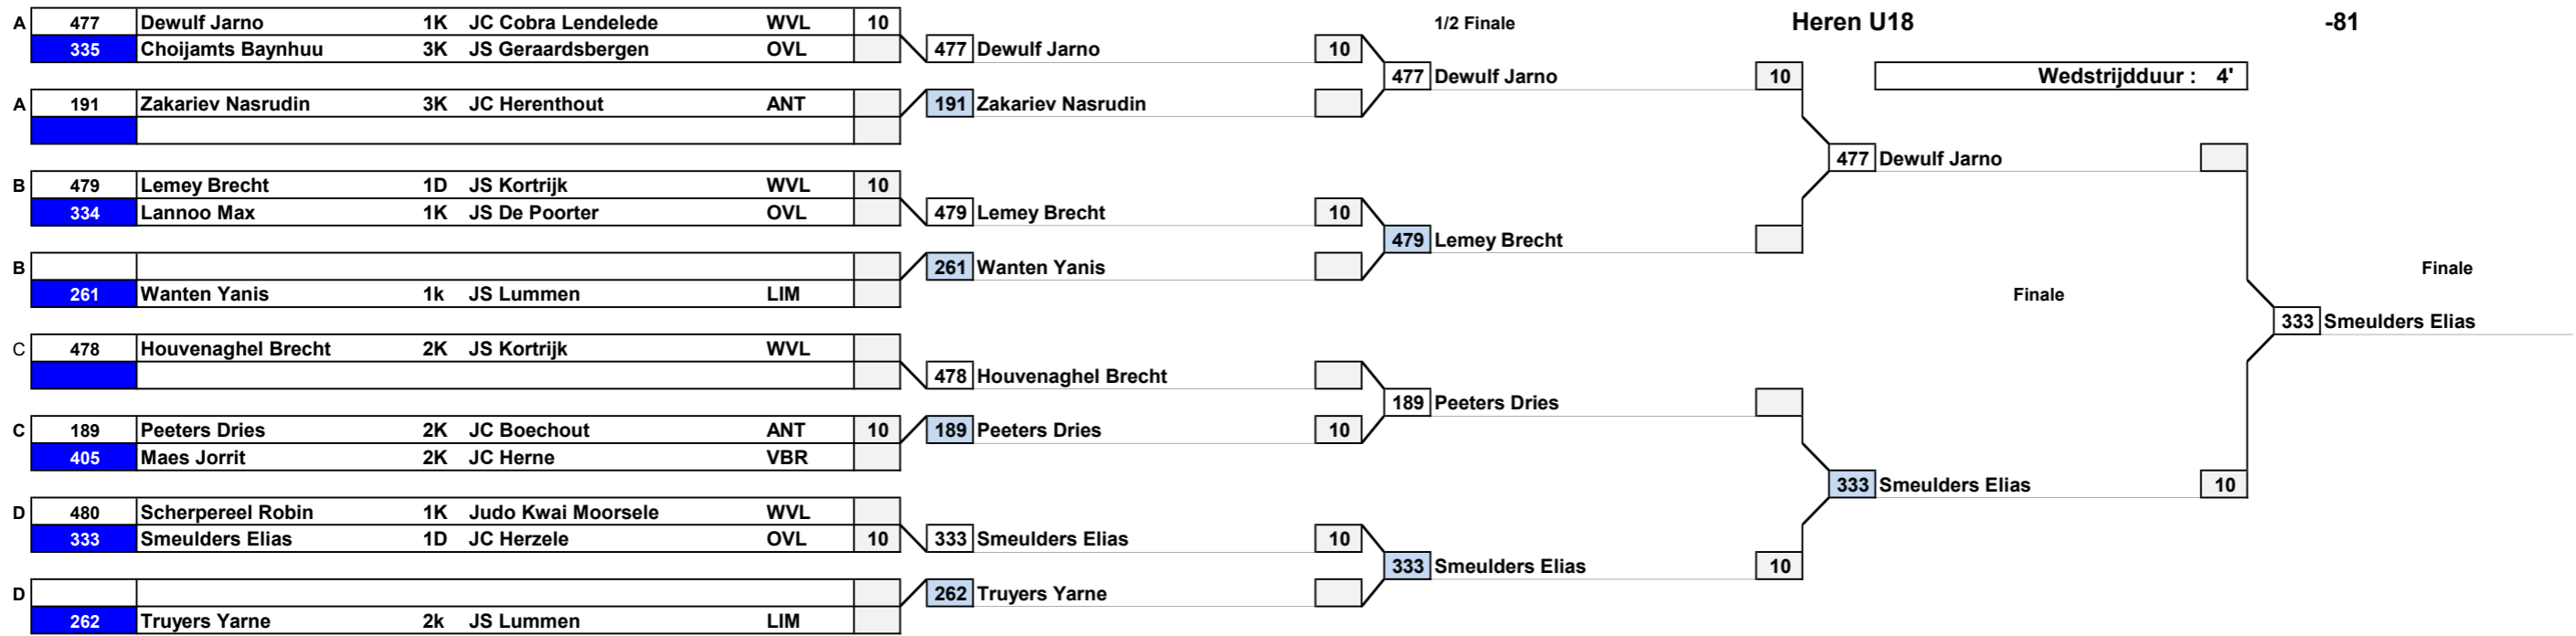 A 477 Dewulf Jarno 1K JC Cobra Lendelede WVL 10
335 Choijamts Baynhuu 3K JS Geraardsbergen OVL
A 191 Zakariev Nasrudin 3K JC Herenthout ANT
B 479 Lemey Brecht 1D JS Kortrijk WVL 10
334 Lannoo Max 1K JS De Poorter OVL
B
261 Wanten Yanis 1k JS Lummen LIM
C 478 Houvenaghel Brecht 2K JS Kortrijk WVL
C 189 Peeters Dries 2K JC Boechout ANT 10
405 Maes Jorrit 2K JC Herne VBR
D 480 Scherpereel Robin 1K Judo Kwai Moorsele WVL
333 Smeulders Elias 1D JC Herzele OVL 10
D
262 Truyers Yarne 2k JS Lummen LIM
477 Dewulf Jarno 10
191 Zakariev Nasrudin
479 Lemey Brecht 10
261 Wanten Yanis
478 Houvenaghel Brecht
189 Peeters Dries 10
333 Smeulders Elias 10
262 Truyers Yarne
1/2 Finale
477 Dewulf Jarno 10
479 Lemey Brecht
189 Peeters Dries
333 Smeulders Elias 10
Heren U18 -81
Wedstrijdduur : 4'
477 Dewulf Jarno
Finale
333 Smeulders Elias 10
Finale
333 Smeulders Elias